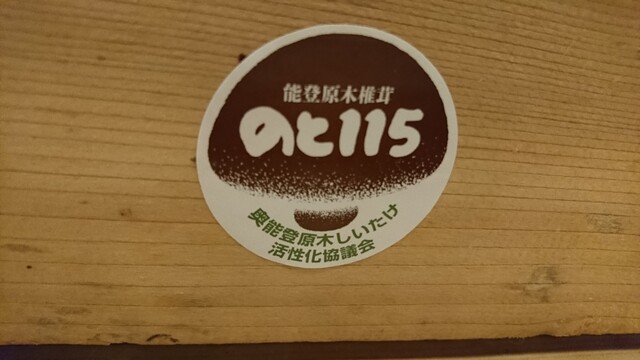 能登原木椎茸
のと115
奥能登原木しいたけ
活性化協議会